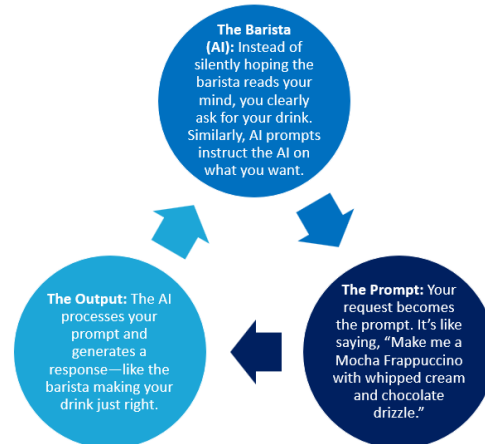 The Barista
(AI): Instead of
silently hoping the
barista reads your
mind, you clearly
ask for your drink.
Similarly, AI prompts
instruct the AI on
what you want.
The Prompt: Your
request becomes
the prompt. It’s like
saying, “Make me a
Mocha Frappuccino
with whipped cream
and chocolate
drizzle.”
The Output: The AI
processes your
prompt and
generates a
response—like the
barista making your
drink just right.